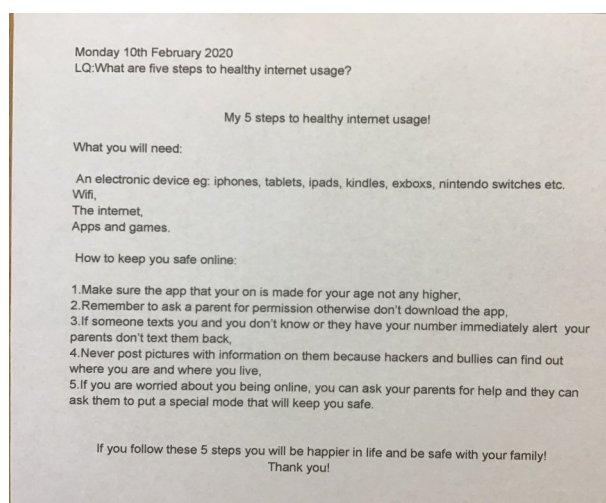 Monday 10th February 2020
LQ:What are five steps to healthy internet usage?
My 5 steps to healthy internet usage!
What you will need:
An electronic device eg: iphones, tablets, ipads, kindles, exboxs, nintendo switches etc.
Wifi,
The internet,
Apps and games.
How to keep you safe online:
1.Make sure the app that your on is made for your age not any higher,
2.Remember to ask a parent for permission otherwise don't download the app,
3.If someone texts you and you don't know or they have your number immediately alert your
parents don't text them back,
4.Never post pictures with information on them because hackers and bullies can find out
where you are and where you live,
5.If you are worried about you being online, you can ask your parents for help and they can
ask them to put a special mode that will keep you safe.
If you follow these 5 steps you will be happier in life and be safe with your family!
Thank you!